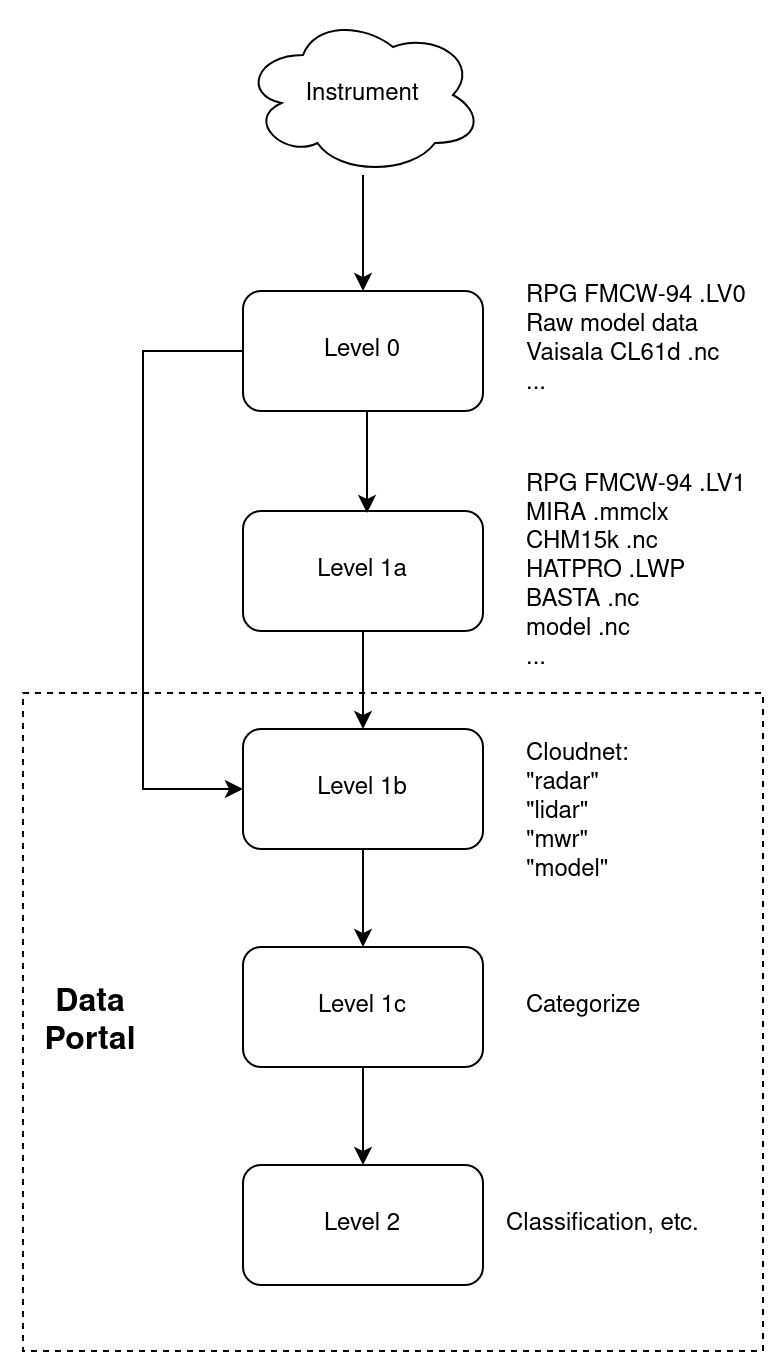 Instrument
Level 0
RPG FMCW-94 .LV0
Raw model data
Vaisala CL61d .nc
...
Level 1a
RPG FMCW-94 .LV1
MIRA .mmclx
CHM15k .nc
HATPRO .LWP
BASTA .nc
model .nc
...
Level 1b
Cloudnet:
"radar"
"lidar"
"mwr"
"model"
Data
Portal
Level 1c
Categorize
Level 2
Classification, etc.